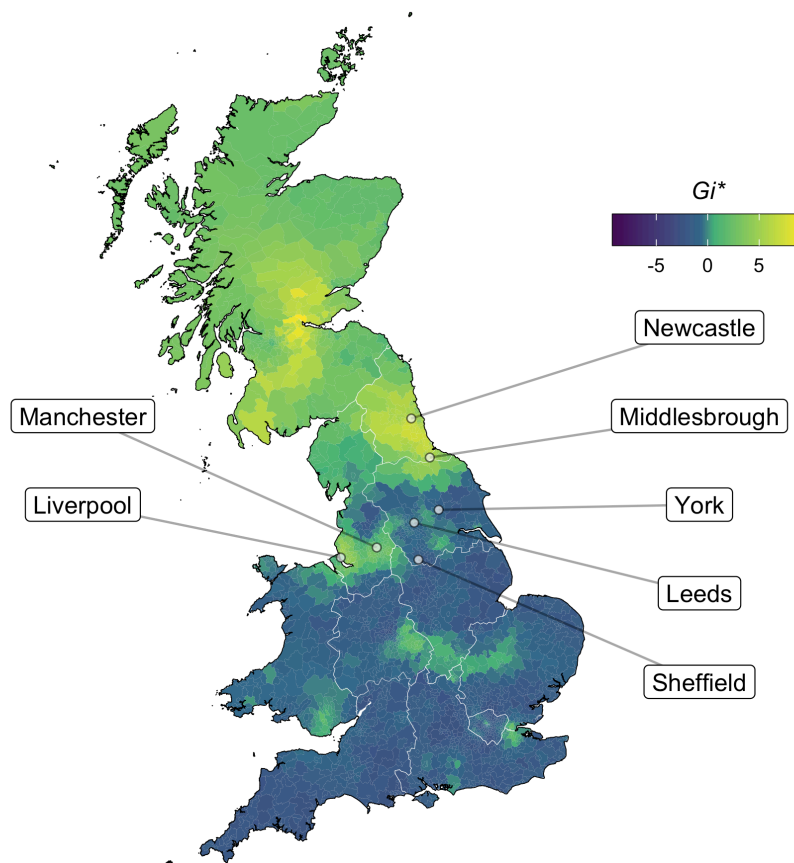 Gi*
-5
0
5
Newcastle
Manchester
Middlesbrough
Liverpool
York
Leeds
Sheffield